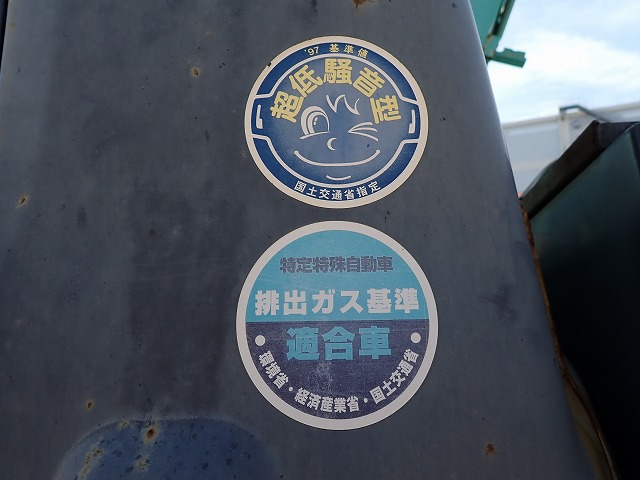 '97 基準値
超低騒音型
国土交通省指定
特定特殊自動車
排出ガス基準
適合車
●環境省・経済産業省・国土交通省●